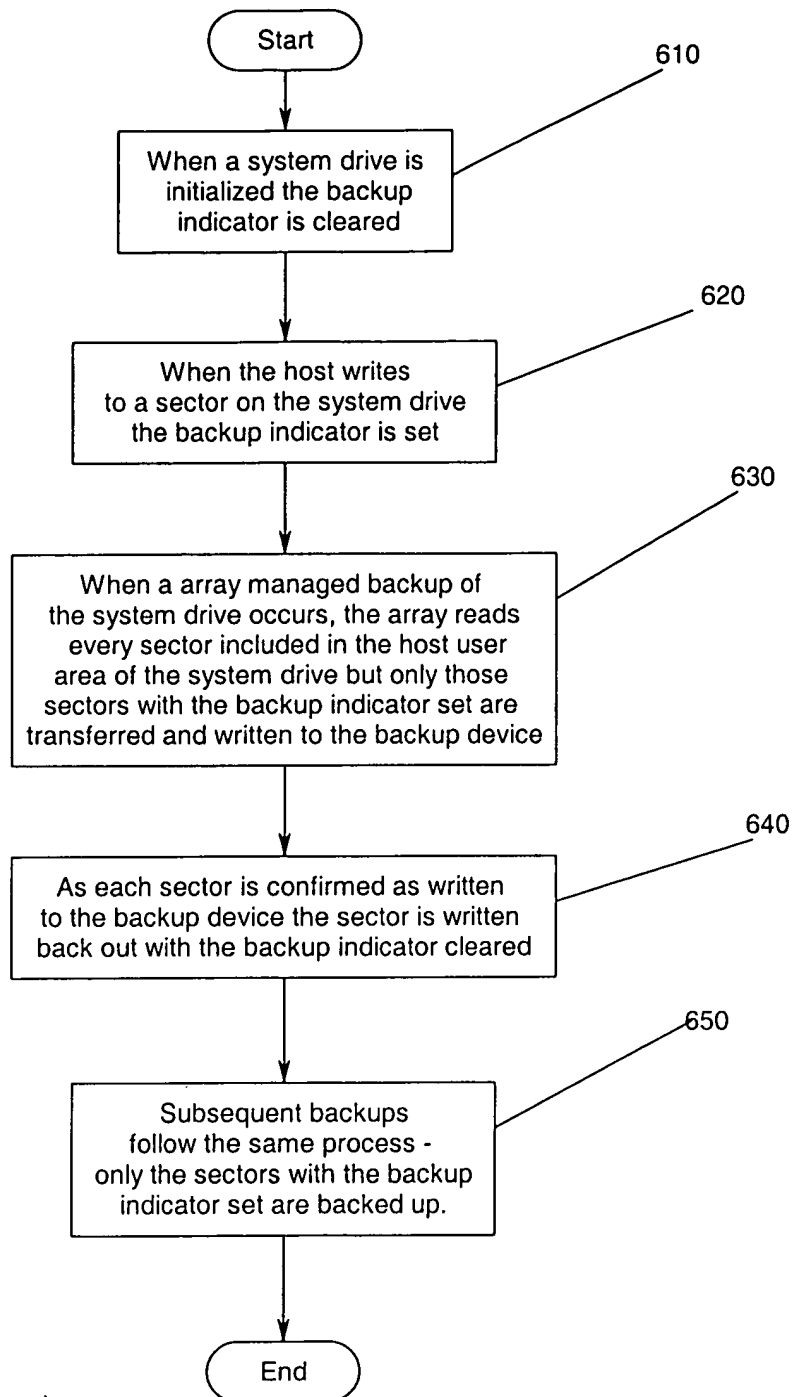 Start
610
When a system drive is
initialized the backup
indicator is cleared
620
When the host writes
to a sector on the system drive
the backup indicator is set
630
When a array managed backup of
the system drive occurs, the array reads
every sector included in the host user
area of the system drive but only those
sectors with the backup indicator set are
transferred and written to the backup device
640
As each sector is confirmed as written
to the backup device the sector is written
back out with the backup indicator cleared
650
Subsequent backups
follow the same process -
only the sectors with the backup
indicator set are backed up.
End